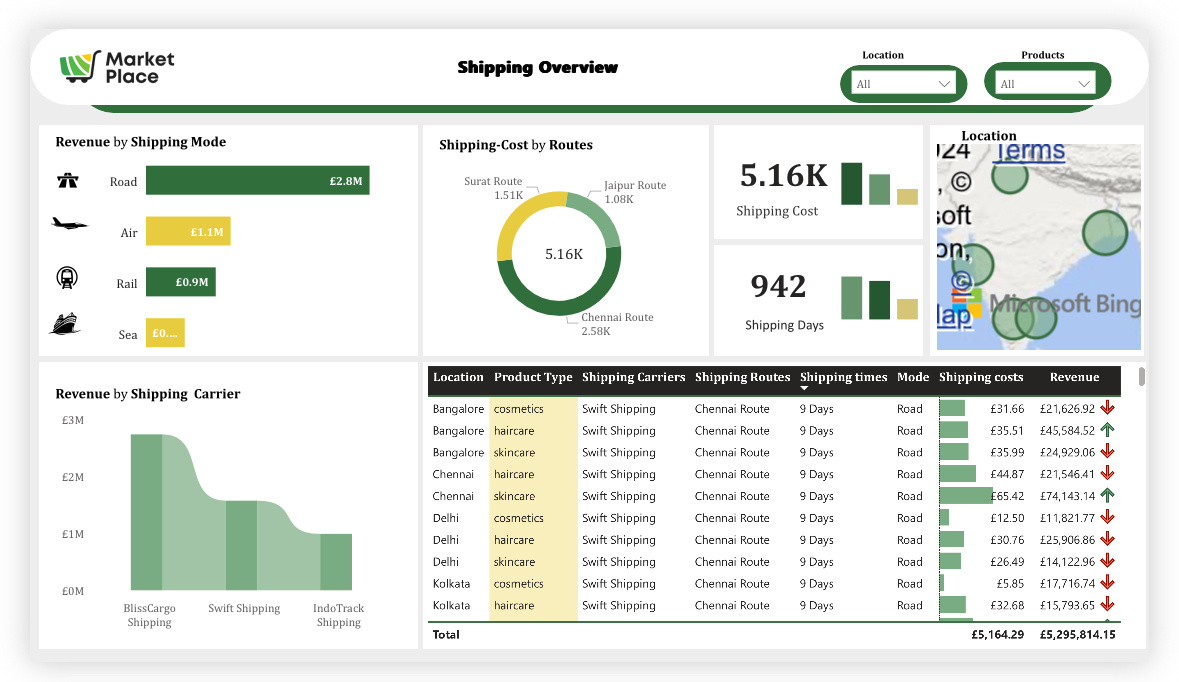 Market
Place
Shipping Overview
Location
All
Products
All
Revenue by Shipping Mode
Road
£2.8M
Air
£1.1M
Rail
£0.9M
Sea
£0....
Shipping-Cost by Routes
Surat Route
1.51K
Jaipur Route
1.08K
5.16K
Chennai Route
2.58K
5.16K
Shipping Cost
942
Shipping Days
Location
Terms
, ©
©
Microsoft Bing
Revenue by Shipping Carrier
£3M
£2M
£1M
£0M
BlissCargo
Shipping
Swift Shipping
IndoTrack
Shipping
Location Product Type Shipping Carriers Shipping Routes Shipping times Mode Shipping costs Revenue
Bangalore cosmetics Swift Shipping Chennai Route 9 Days Road £31.66 £21,626.92
Bangalore haircare Swift Shipping Chennai Route 9 Days Road £35.51 £45,584.52
Bangalore skincare Swift Shipping Chennai Route 9 Days Road £35.99 £24,929.06
Chennai haircare Swift Shipping Chennai Route 9 Days Road £44.87 £21,546.41
Chennai skincare Swift Shipping Chennai Route 9 Days Road £65.42 £74,143.14
Delhi cosmetics Swift Shipping Chennai Route 9 Days Road £12.50 £11,821.77
Delhi haircare Swift Shipping Chennai Route 9 Days Road £30.76 £25,906.86
Delhi skincare Swift Shipping Chennai Route 9 Days Road £26.49 £14,122.96
Kolkata cosmetics Swift Shipping Chennai Route 9 Days Road £5.85 £17,716.74
Kolkata haircare Swift Shipping Chennai Route 9 Days Road £32.68 £15,793.65
Total £5,164.29 £5,295,814.15